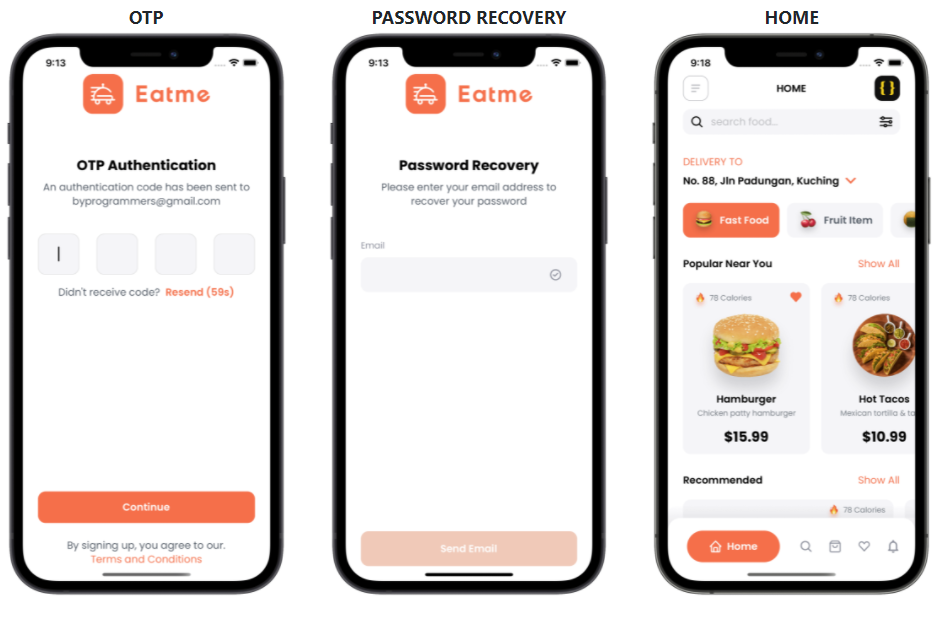 OTP
9:13
Eatme
OTP Authentication
An authentication code has been sent to
byprogrammers@gmail.com
Didn't receive code? Resend (59s)
Continue
By signing up, you agree to our.
Terms and Conditions
PASSWORD RECOVERY
9:13
Eatme
Password Recovery
Please enter your email address to
recover your password
Email
Send Email
HOME
9:18
HOME
{ }
search food...
DELIVERY TO
No. 88, Jln Padungan, Kuching
Fast Food
Fruit Item
Popular Near You
Show All
78 Calories
Hamburger
Chicken patty hamburger
$15.99
78 Calories
Hot Tacos
Mexican tortilla & ta
$10.99
Recommended
Show All
78 Calories
Home